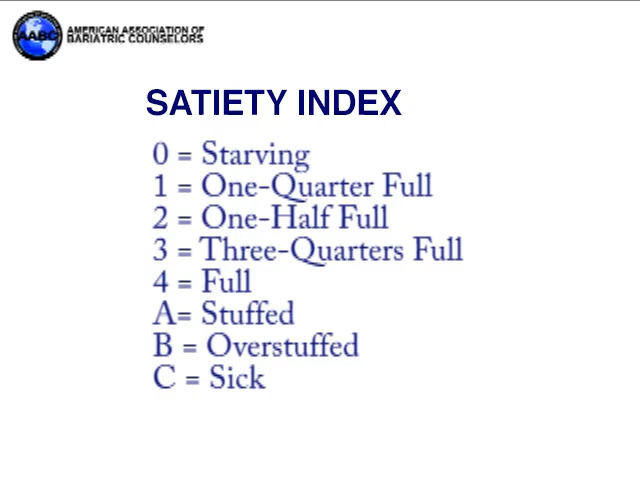 AABC
AMERICAN ASSOCIATION OF
BARIATRIC COUNSELORS
SATIETY INDEX
0 = Starving
1 = One-Quarter Full
2 = One-Half Full
3 = Three-Quarters Full
4 = Full
A= Stuffed
B = Overstuffed
C = Sick